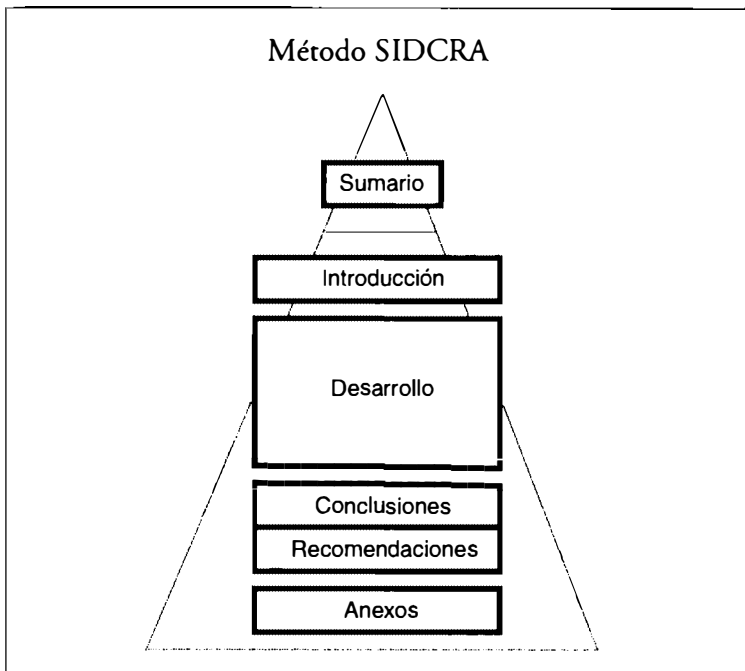 Método SIDCRA
Sumario
Introducción
Desarrollo
Conclusiones
Recomendaciones
Anexos